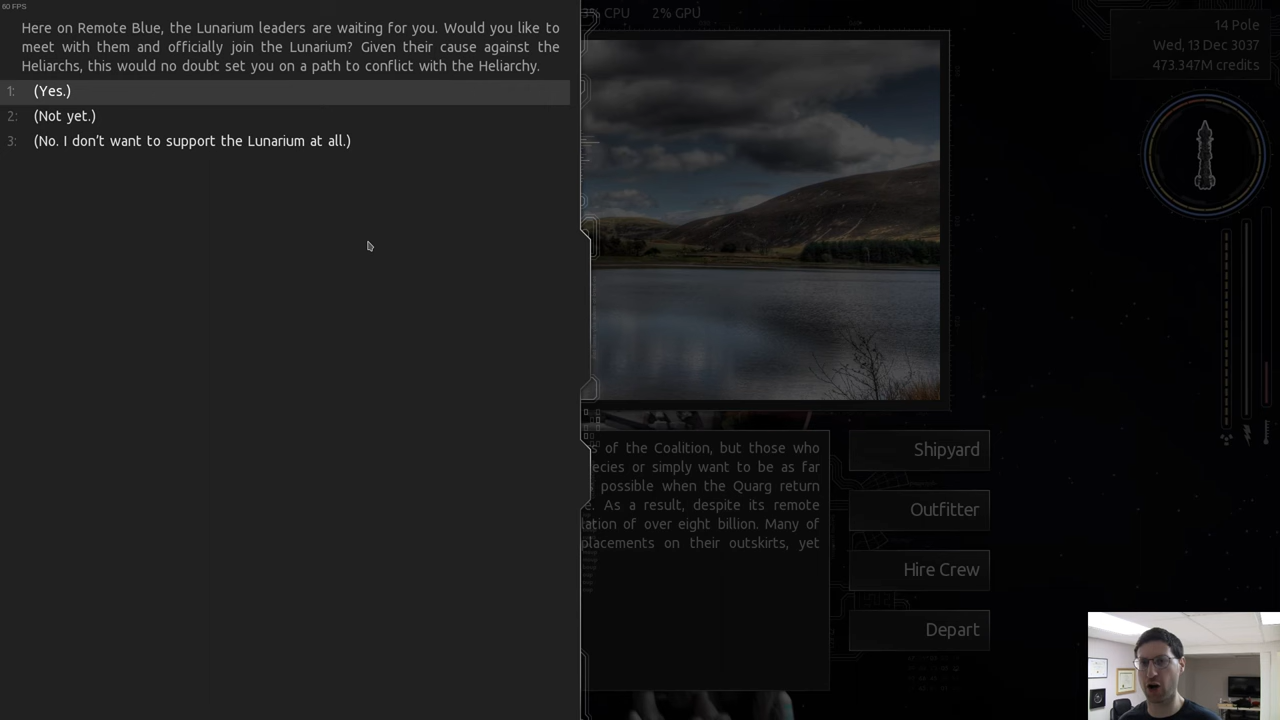 60 FPS
Here on Remote Blue, the Lunarium leaders are waiting for you. Would you like to
meet with them and officially join the Lunarium? Given their cause against the
Heliarchs, this would no doubt set you on a path to conflict with the Heliarchy.
1: (Yes.)
2: (Not yet.)
3: (No. I don't want to support the Lunarium at all.)
3% CPU 2% GPU
14 Pole
Wed, 13 Dec 3037
473.347M credits
s of the Coalition, but those who
ecies or simply want to be as far
s possible when the Quarg return
e. As a result, despite its remote
lation of over eight billion. Many of
placements on their outskirts, yet
Shipyard
Outfitter
Hire Crew
Depart